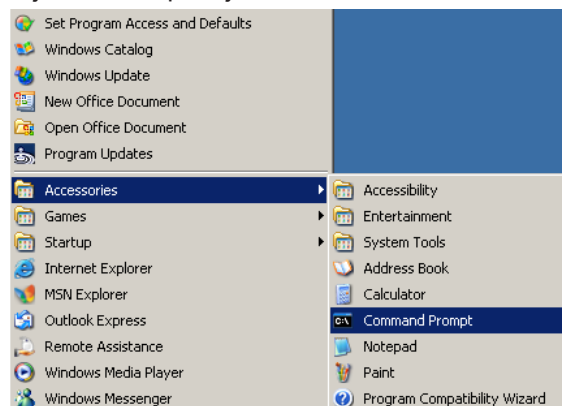 Set Program Access and Defaults
Windows Catalog
Windows Update
New Office Document
Open Office Document
Program Updates
Accessories
Games
Startup
Internet Explorer
MSN Explorer
Outlook Express
Remote Assistance
Windows Media Player
Windows Messenger
Accessibility
Entertainment
System Tools
Address Book
Calculator
Command Prompt
Notepad
Paint
Program Compatibility Wizard